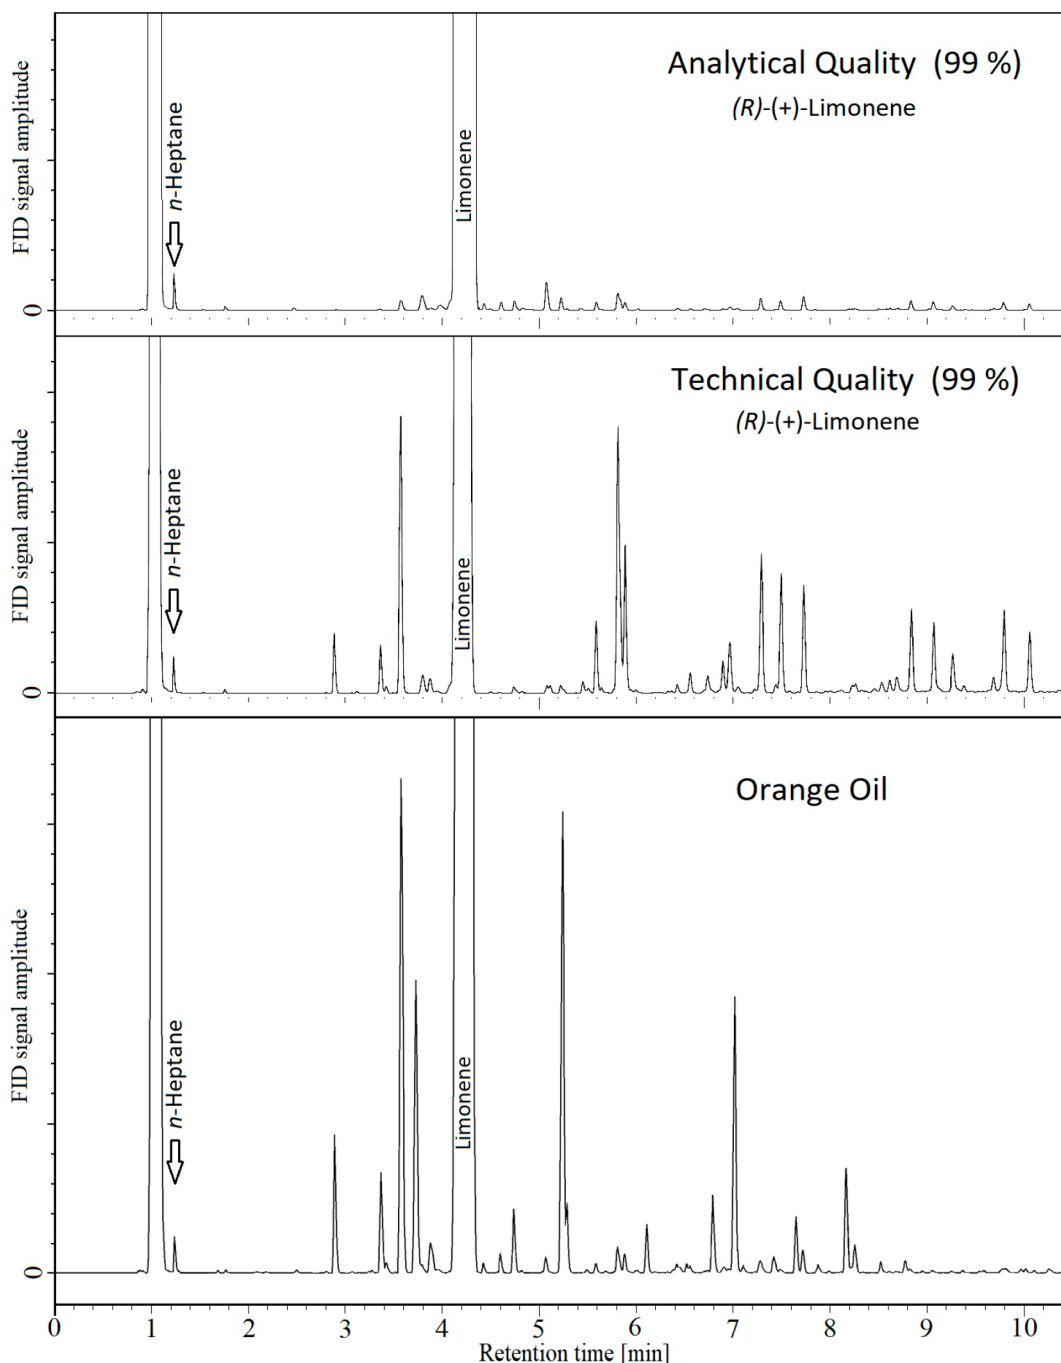 Analytical Quality (99 %)
(R)-(+)-Limonene
FID signal amplitude
n-Heptane
Limonene
0
Technical Quality (99 %)
(R)-(+)-Limonene
FID signal amplitude
n-Heptane
Limonene
0
Orange Oil
FID signal amplitude
n-Heptane
Limonene
0
0 1 2 3 4 5 6 7 8 9 10
Retention time [min]